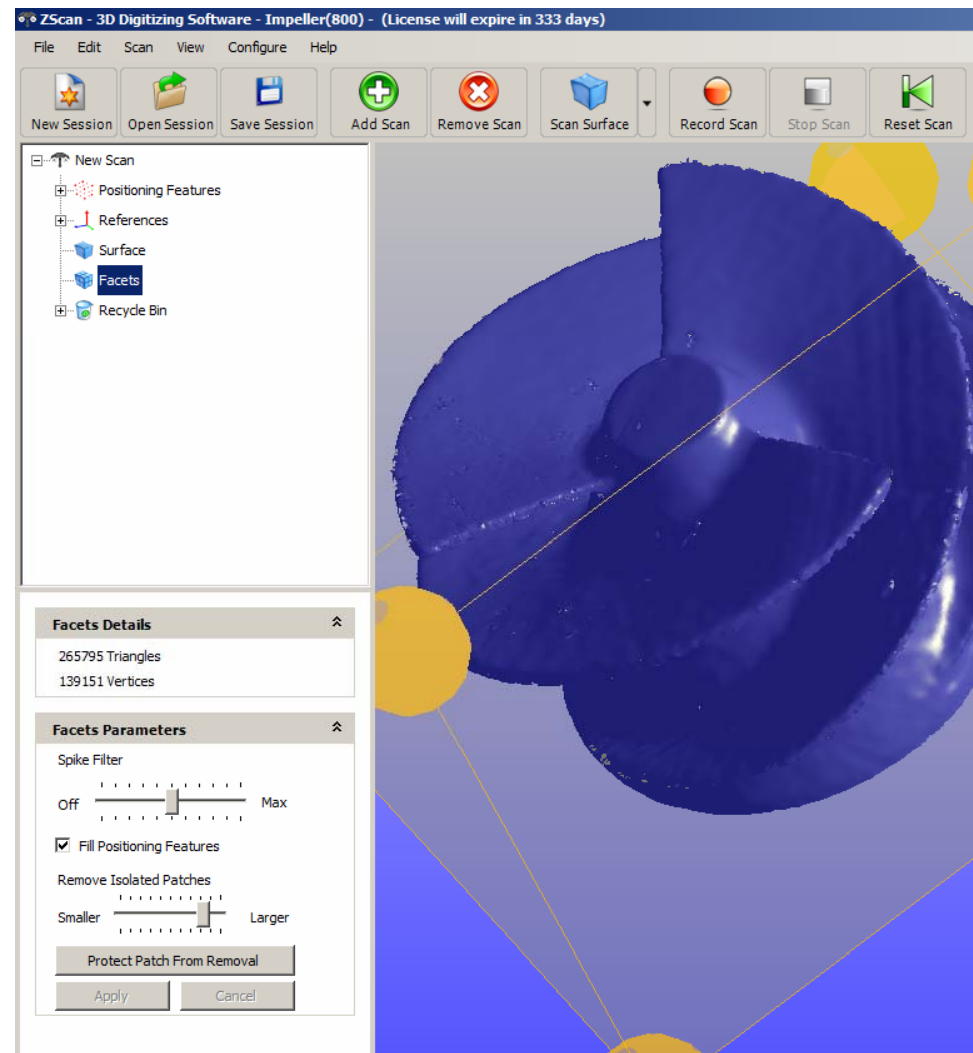 ZScan - 3D Digitizing Software - Impeller(800) - (License will expire in 333 days)
File Edit Scan View Configure Help
New Session Open Session Save Session Add Scan Remove Scan Scan Surface Record Scan Stop Scan Reset Scan
New Scan
Positioning Features
References
Surface
Facets
Recycle Bin
Facets Details
265795 Triangles
139151 Vertices
Facets Parameters
Spike Filter
Off Max
Fill Positioning Features
Remove Isolated Patches
Smaller Larger
Protect Patch From Removal
Apply Cancel